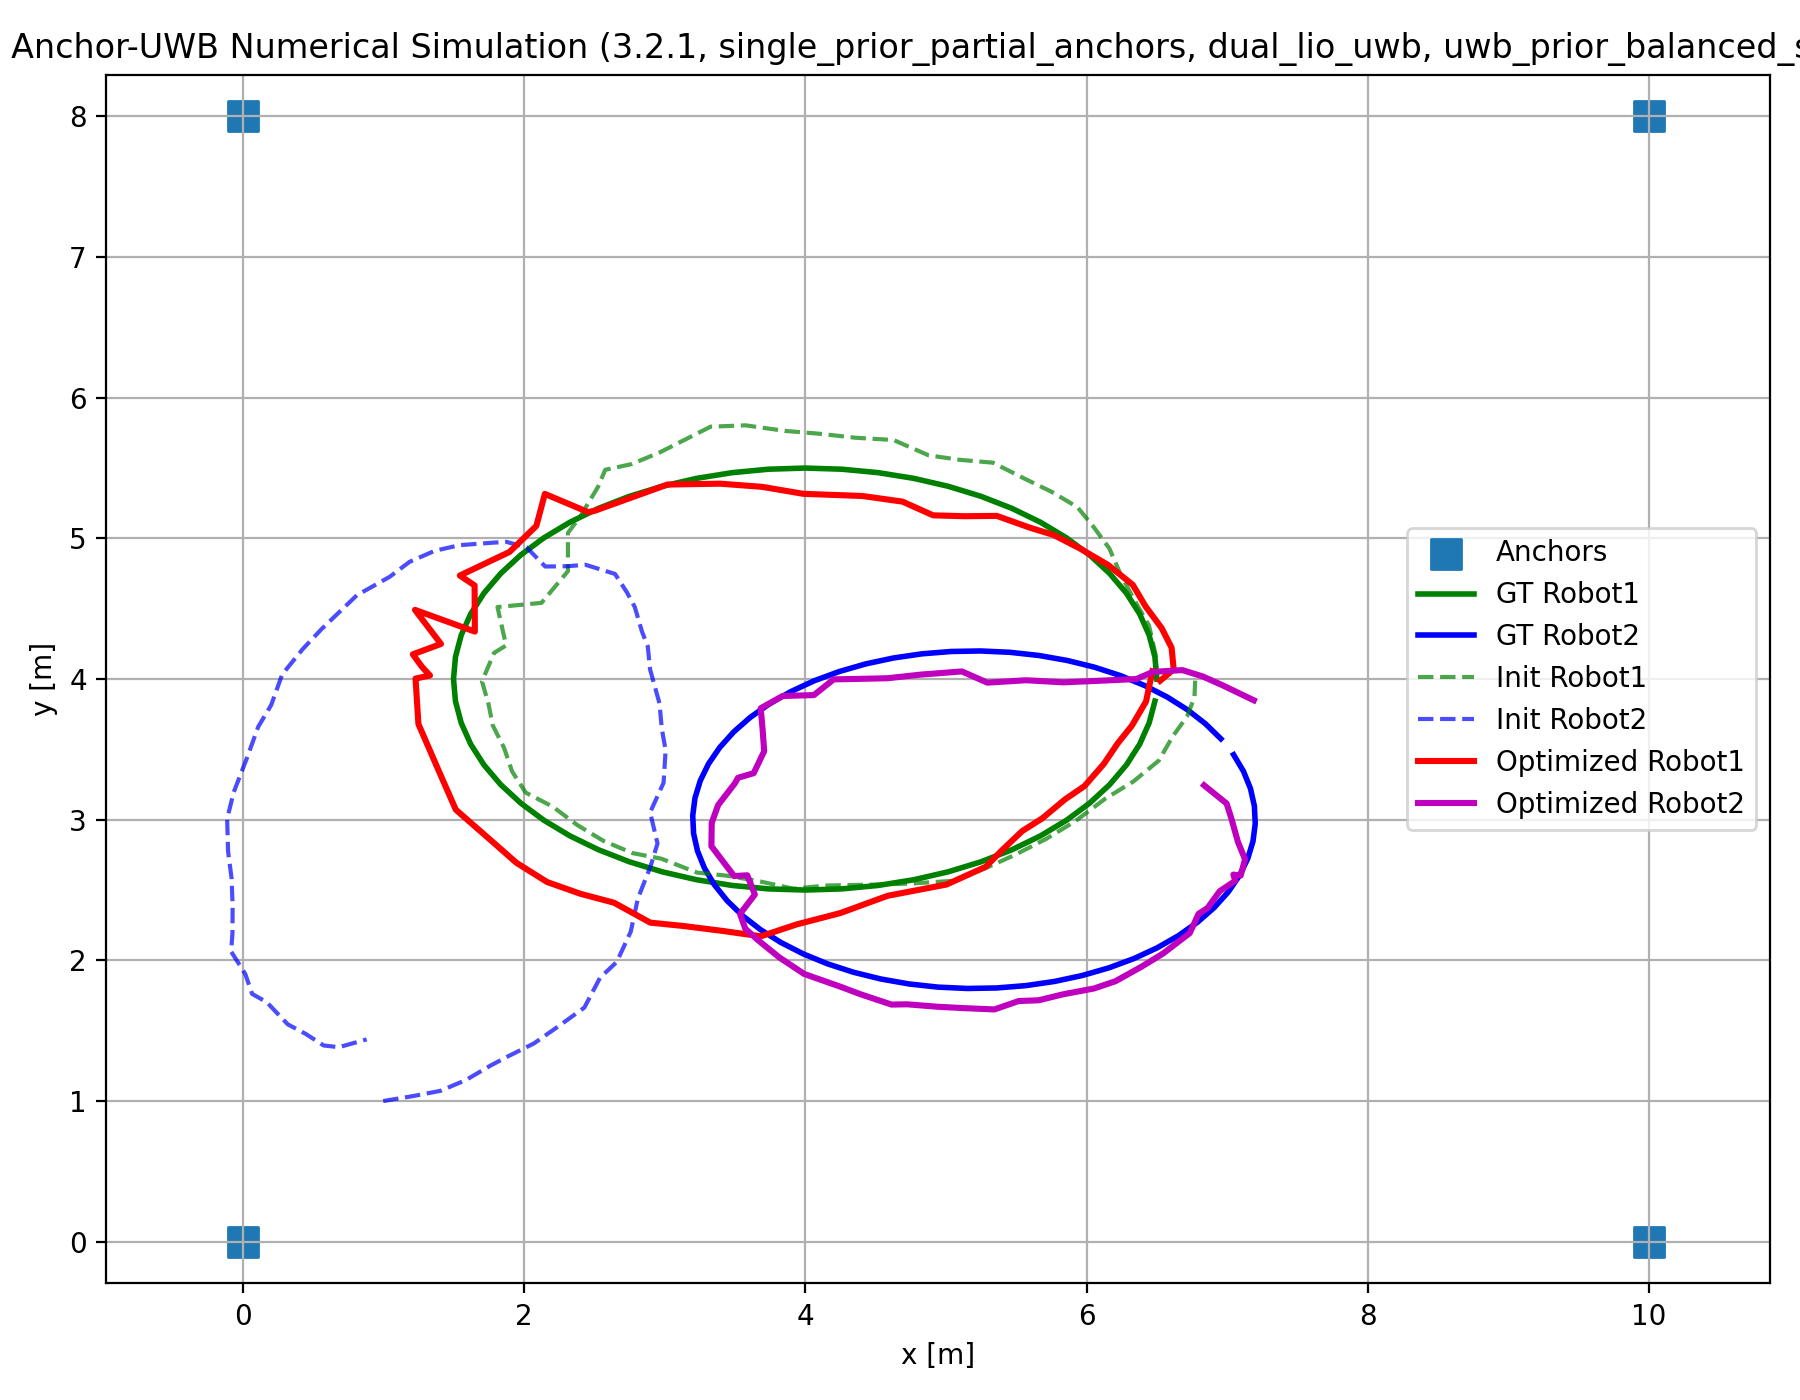 Anchor-UWB Numerical Simulation (3.2.1, single_prior_partial_anchors, dual_lio_uwb, uwb_prior_balanced_s
8
7
6
5
4
3
2
1
0
y [m]
Anchors
GT Robot1
GT Robot2
Init Robot1
Init Robot2
Optimized Robot1
Optimized Robot2
0 2 4 6 8 10
x [m]